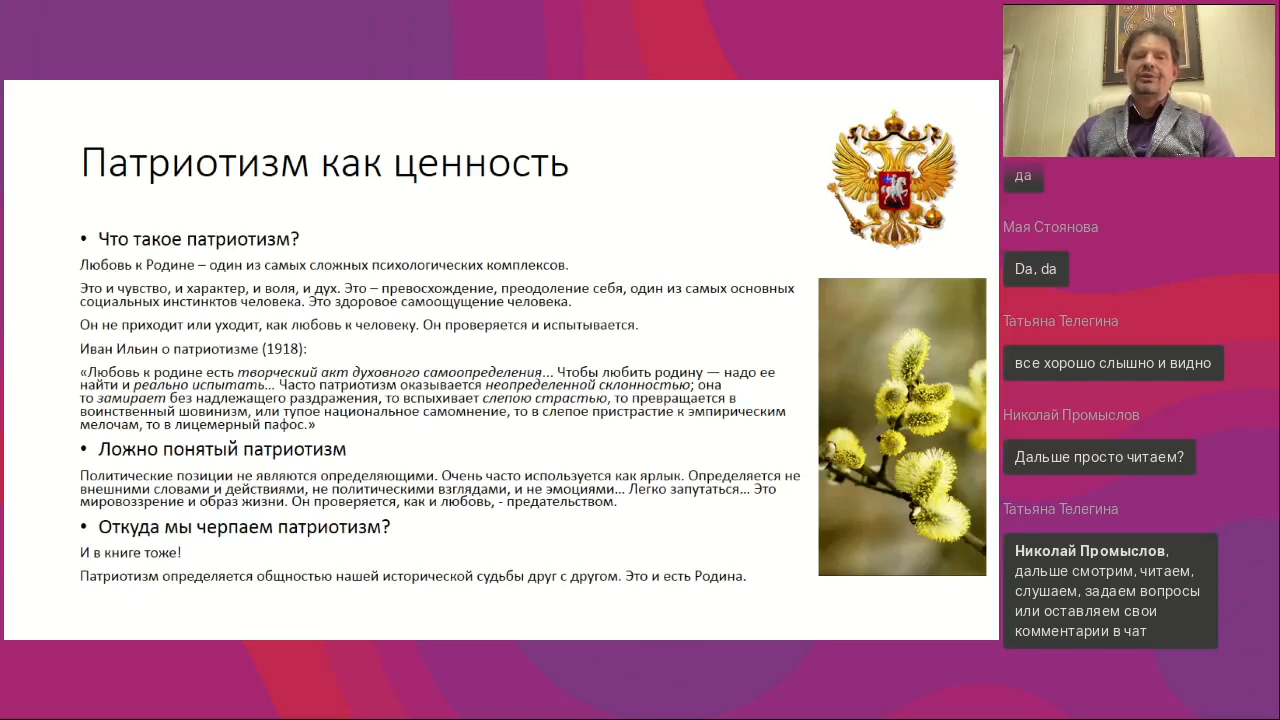 Патриотизм как ценность
• Что такое патриотизм?
Любовь к Родине – один из самых сложных психологических комплексов.
Это и чувство, и характер, и воля, и дух. Это – превосхождение, преодоление себя, один из самых основных
социальных инстинктов человека. Это здоровое самоощущение человека.
Он не приходит или уходит, как любовь к человеку. Он проверяется и испытывается.
Иван Ильин о патриотизме (1918):
«Любовь к родине есть творческий акт духовного самоопределения... Чтобы любить родину — надо ее
найти и реально испытать... Часто патриотизм оказывается неопределенной склонностью; она
то замирает без надлежащего раздражения, то вспыхивает слепою страстью, то превращается в
воинственный шовинизм, или тупое национальное самомнение, то в слепое пристрастие к эмпирическим
мелочам, то в лицемерный пафос.»
• Ложно понятый патриотизм
Политические позиции не являются определяющими. Очень часто используется как ярлык. Определяется не
внешними словами и действиями, не политическими взглядами, и не эмоциями... Легко запутаться... Это
мировоззрение и образ жизни. Он проверяется, как и любовь, - предательством.
• Откуда мы черпаем патриотизм?
И в книге тоже!
Патриотизм определяется общностью нашей исторической судьбы друг с другом. Это и есть Родина.
да
Мая Стоянова
Da, da
Татьяна Телегина
все хорошо слышно и видно
Николай Промыслов
Дальше просто читаем?
Татьяна Телегина
Николай Промыслов,
дальше смотрим, читаем,
слушаем, задаем вопросы
или оставляем свои
комментарии в чат